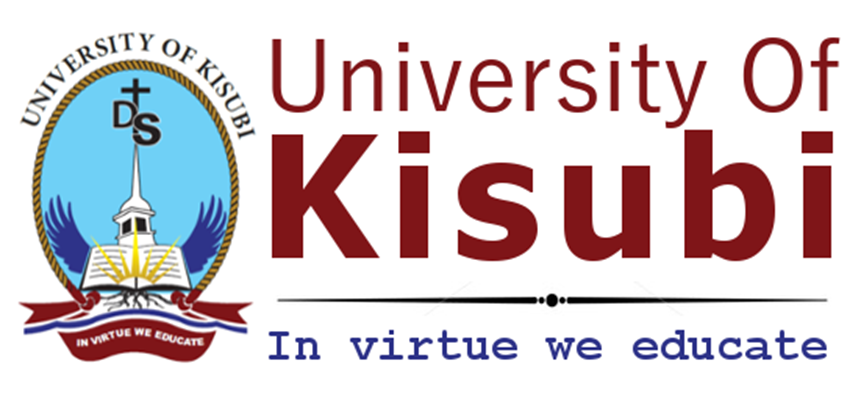 UNIVERSITY OF KISUBI
DS
IN VIRTUE WE EDUCATE
University Of
Kisubi
In virtue we educate